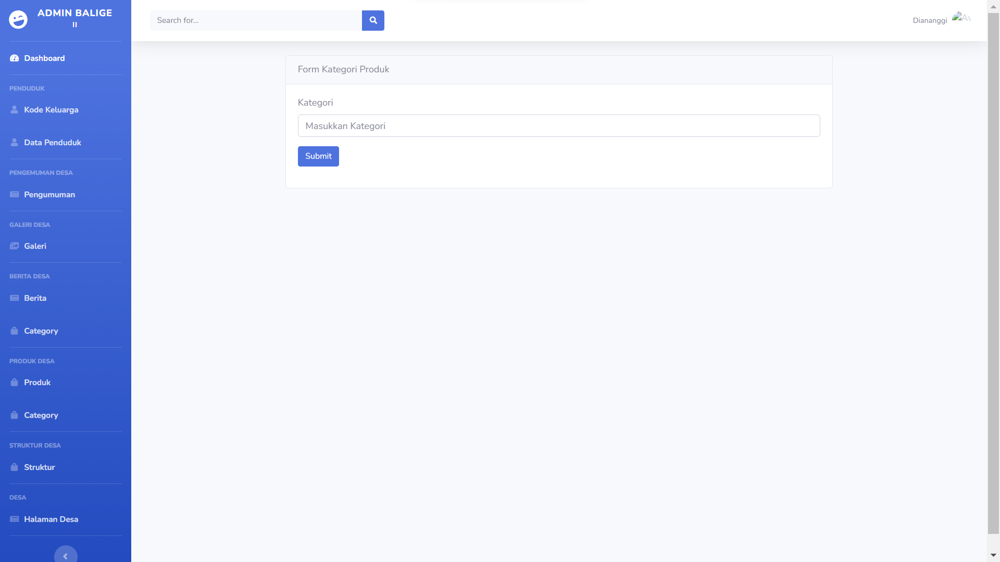 ADMIN BALIGE
II
Dashboard
PENDUDUK
Kode Keluarga
Data Penduduk
PENGEMUMAN DESA
Pengumuman
GALERI DESA
Galeri
BERITA DESA
Berita
Category
PRODUK DESA
Produk
Category
STRUKTUR DESA
Struktur
DESA
Halaman Desa
Search for...
Diananggi
Form Kategori Produk
Kategori
Masukkan Kategori
Submit